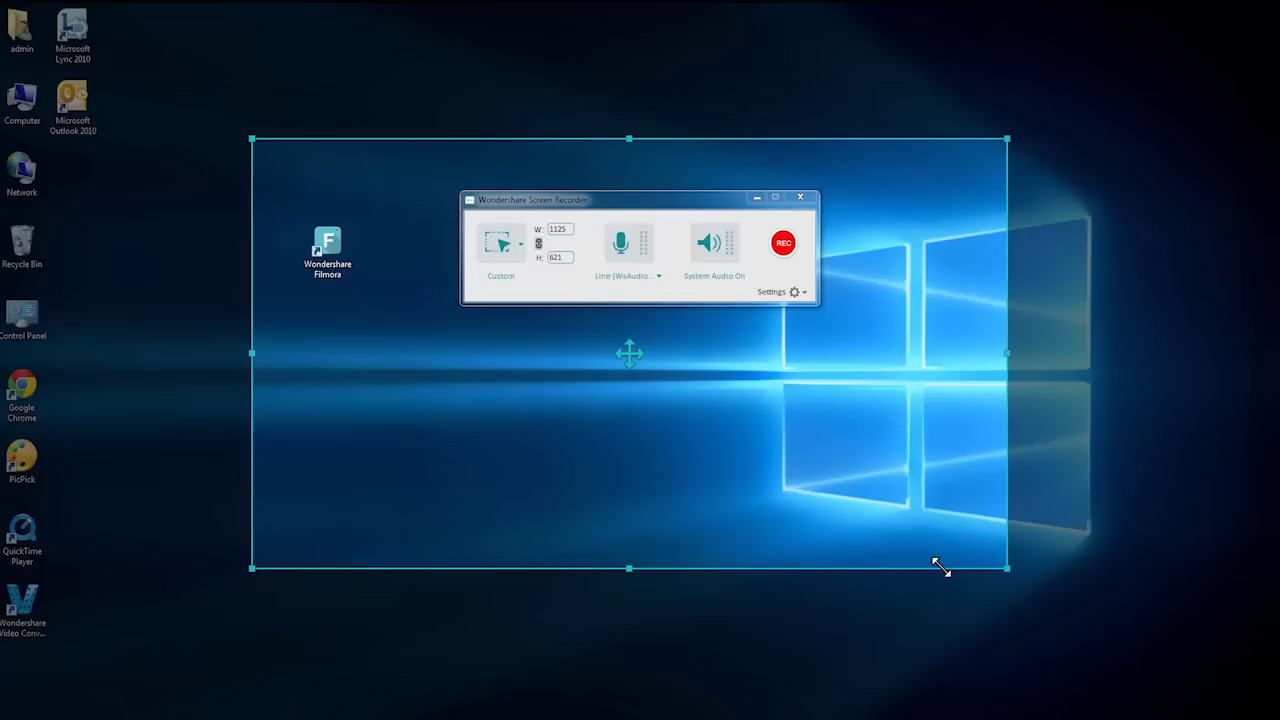 admin
Microsoft
Lync 2010
Computer
Microsoft
Outlook 2010
Network
Recycle Bin
Control Panel
Google
Chrome
PicPick
QuickTime
Player
Wondershare
Video Conv...
F
Wondershare
Filmora
Wondershare Screen Recorder
W: 1125
H: 621
Custom
Line (WsAudio...
System Audio On
REC
Settings